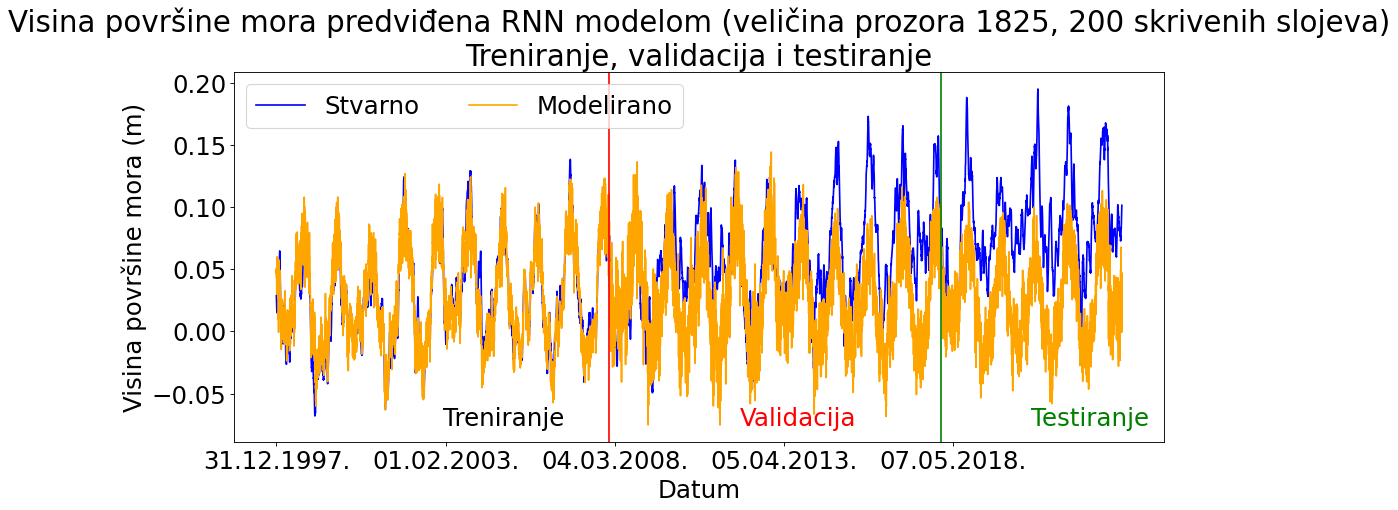 Visina površine mora predviđena RNN modelom (veličina prozora 1825, 200 skrivenih slojeva)
Treniranje, validacija i testiranje
Stvarno
Modelirano
Visina površine mora (m)
0.20
0.15
0.10
0.05
0.00
−0.05
Treniranje
Validacija
Testiranje
31.12.1997.
01.02.2003.
04.03.2008.
05.04.2013.
07.05.2018.
Datum